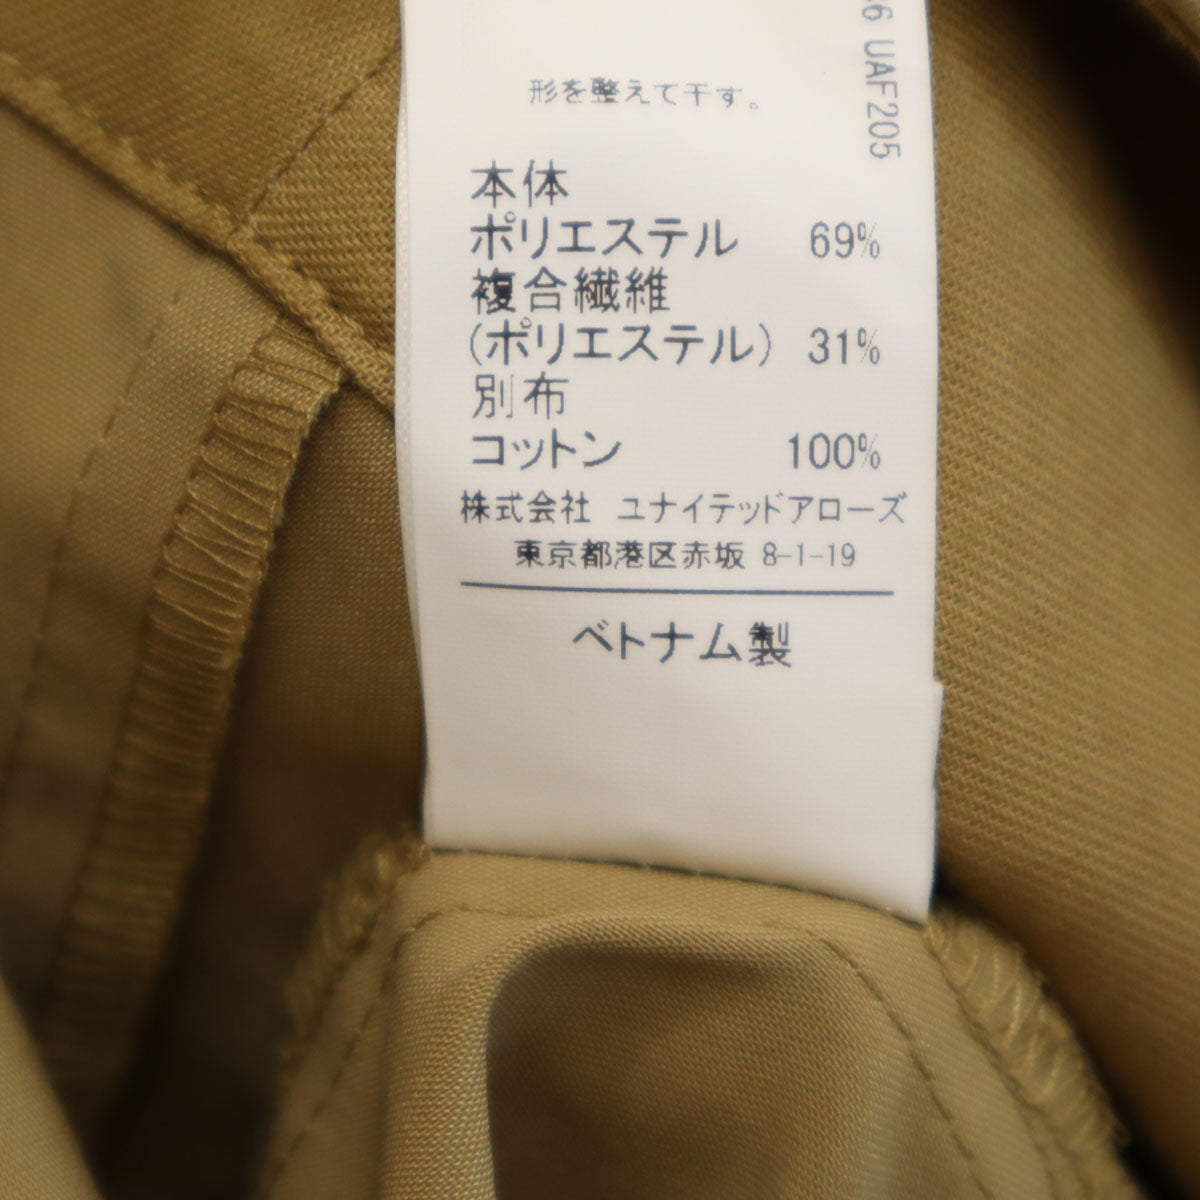 形を整えて干す。
UAF205
本体
ポリエステル 69%
複合繊維
(ポリエステル) 31%
別布
コットン 100%
株式会社 ユナイテッドアローズ
東京都港区赤坂 8-1-19
ベトナム製